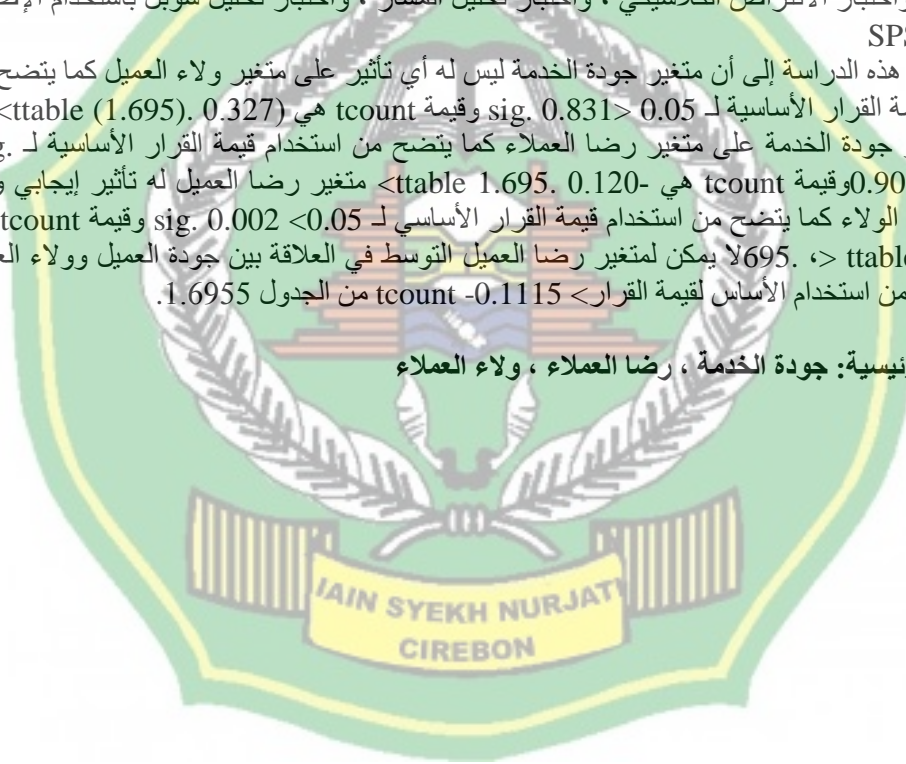 واختبار الافتراض الكلاسيكي ، واختبار تحليل المسار ، واختبار تحليل سوبل باستخدام
هذه الدراسة إلى أن متغير جودة الخدمة ليس له أي تأثير على متغير ولاء العميل كما يتضح
القرار الأساسية لـ sig. 0.831> 0.05 وقيمة tcount هي (0.327 .(1.695) ttable>
جودة الخدمة على متغير رضا العملاء كما يتضح من استخدام قيمة القرار الأساسية لـ
0.90وقيمة tcount هي -0.120 .1.695 ttable> متغير رضا العميل له تأثير إيجابي
الولاء كما يتضح من استخدام قيمة القرار الأساسي لـ sig. 0.002 <0.05 وقيمة tcount
695. ،> لا يمكن لمتغير رضا العميل التوسط في العلاقة بين جودة العميل وولاء
من استخدام الأساس لقيمة القرار> tcount -0.1115 من الجدول 1.6955.
جودة الخدمة ، رضا العملاء ، ولاء العملاء
IAIN SYEKH NURJATI
CIREBON